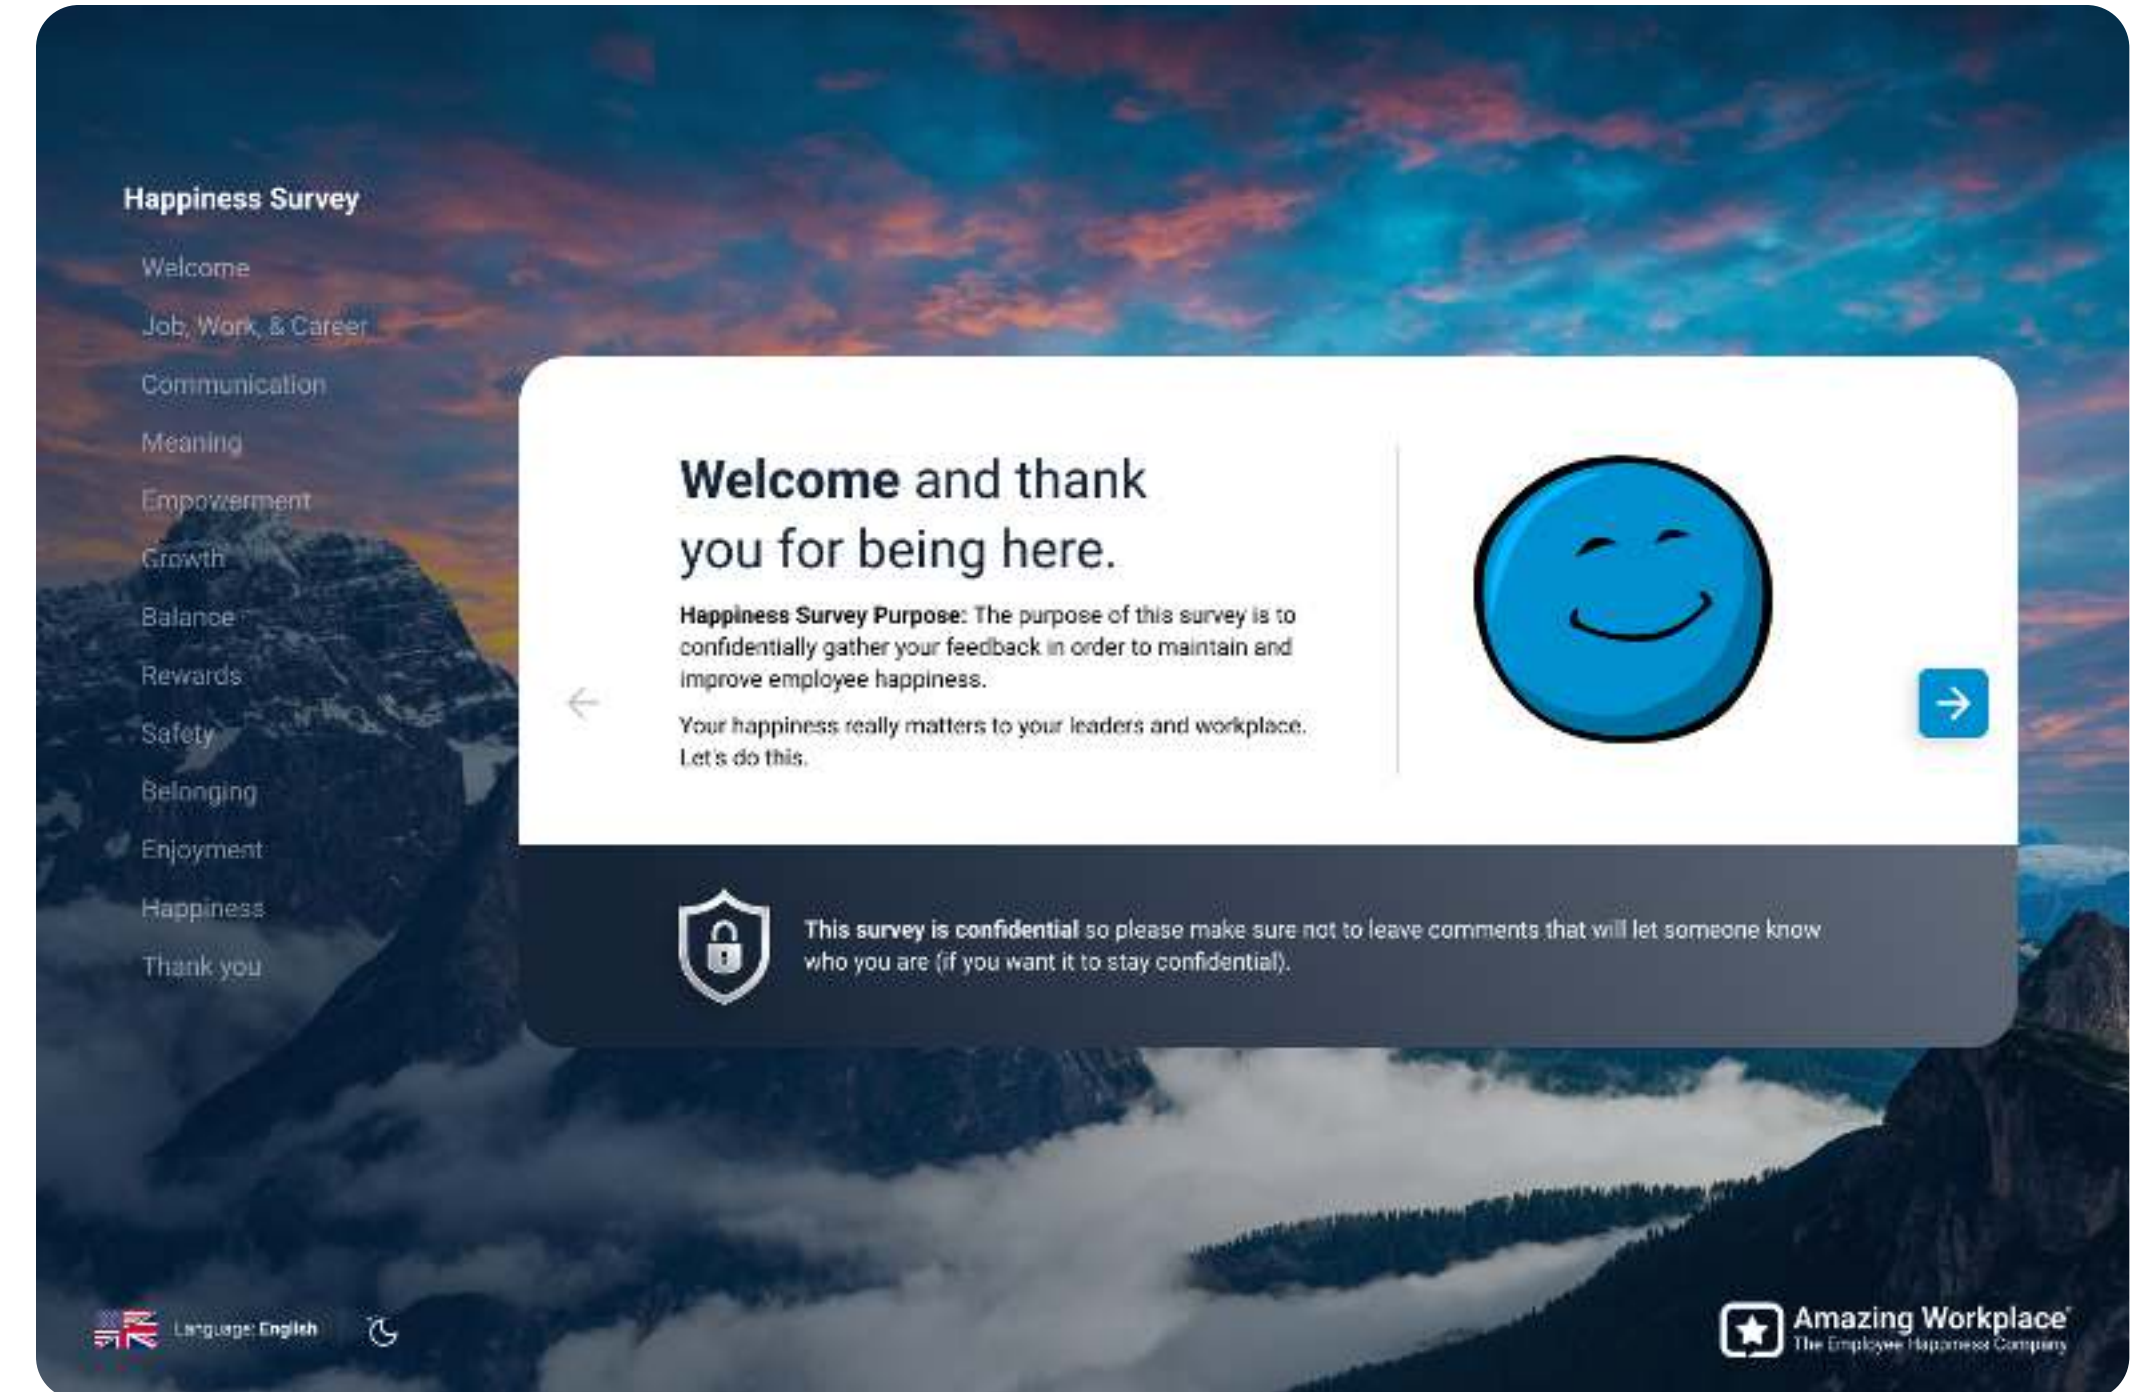 Happiness Survey
Welcome
Job, Work, & Career
Communication
Meaning
Empowerment
Growth
Balance
Rewards
Safety
Belonging
Enjoyment
Happiness
Thank you
Welcome and thank
you for being here.
Happiness Survey Purpose: The purpose of this survey is to
confidentially gather your feedback in order to maintain and
improve employee happiness.
Your happiness really matters to your leaders and workplace.
Let's do this.
This survey is confidential so please make sure not to leave comments that will let someone know
who you are (if you want it to stay confidential).
Language: English
Amazing Workplace
The Employee Happiness Company